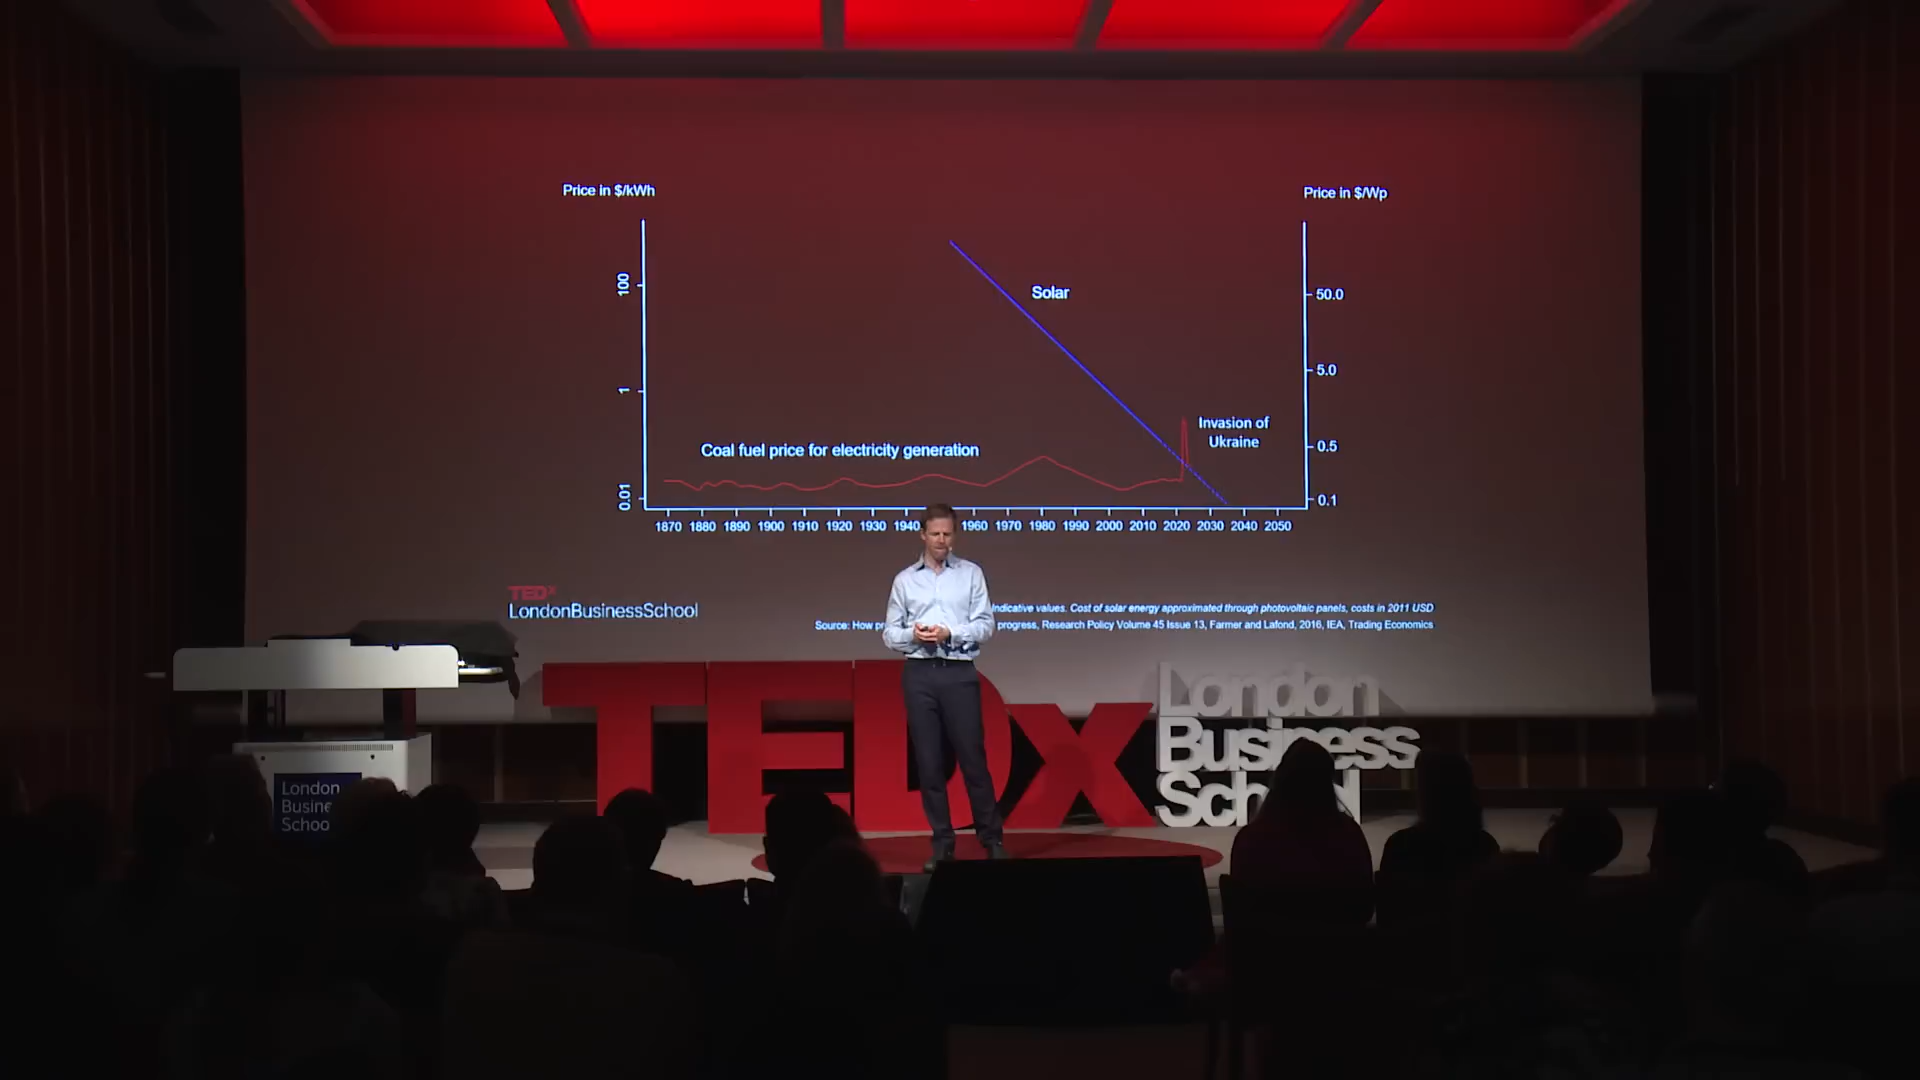 Price in $/kWh
Price in $/Wp
100
1
0.01
50.0
5.0
0.5
0.1
Solar
Invasion of
Ukraine
Coal fuel price for electricity generation
1870 1880 1890 1900 1910 1920 1930 1940 1960 1970 1980 1990 2000 2010 2020 2030 2040 2050
TEDx
LondonBusinessSchool
Indicative values. Cost of solar energy approximated through photovoltaic panels, costs in 2011 USD
Source: How progress, Research Policy Volume 45 Issue 13, Farmer and Lafond, 2016, IEA, Trading Economics
TEDx
London
Business
School
London
Business
School